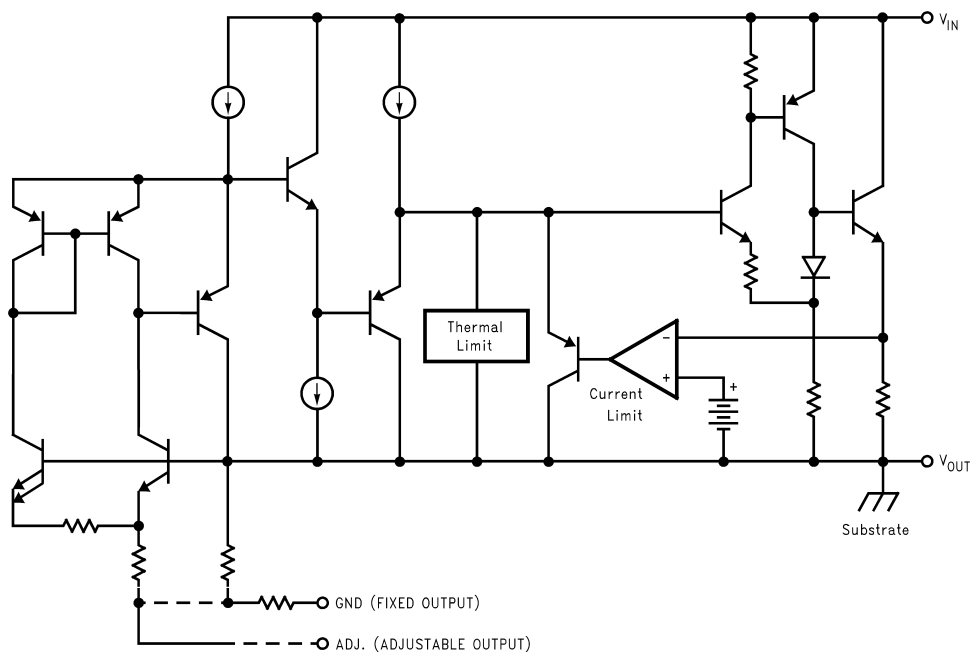 V_IN
Thermal
Limit
−
+
+
Current
Limit
V_OUT
Substrate
GND (FIXED OUTPUT)
ADJ. (ADJUSTABLE OUTPUT)